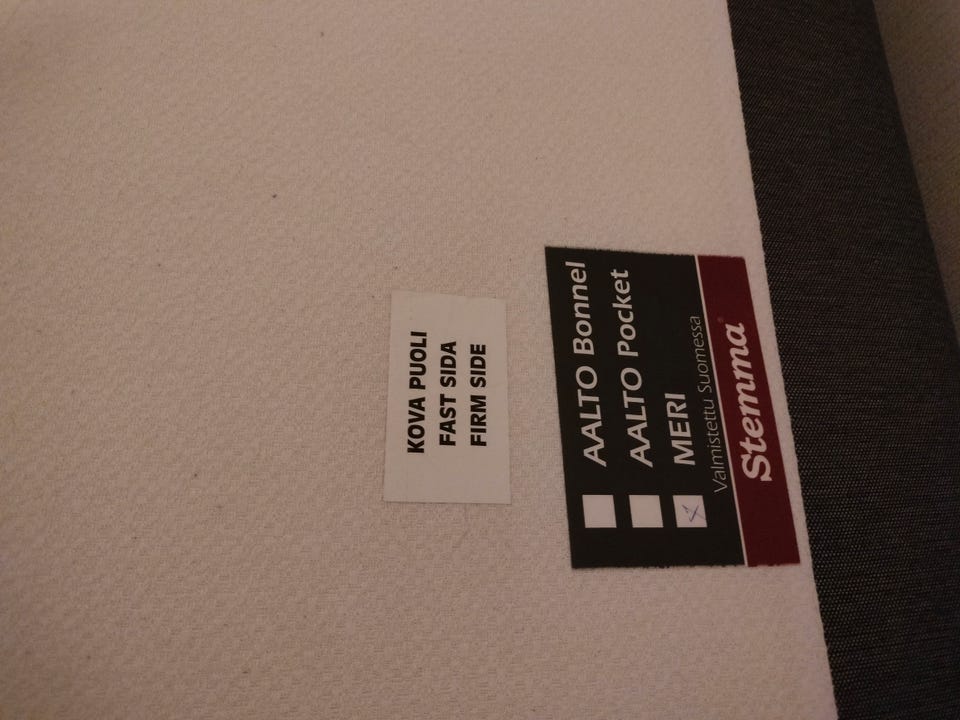 KOVA PUOLI
FAST SIDA
FIRM SIDE
AALTO Bonnel
AALTO Pocket
MERI
Valmistettu Suomessa
Stemma®